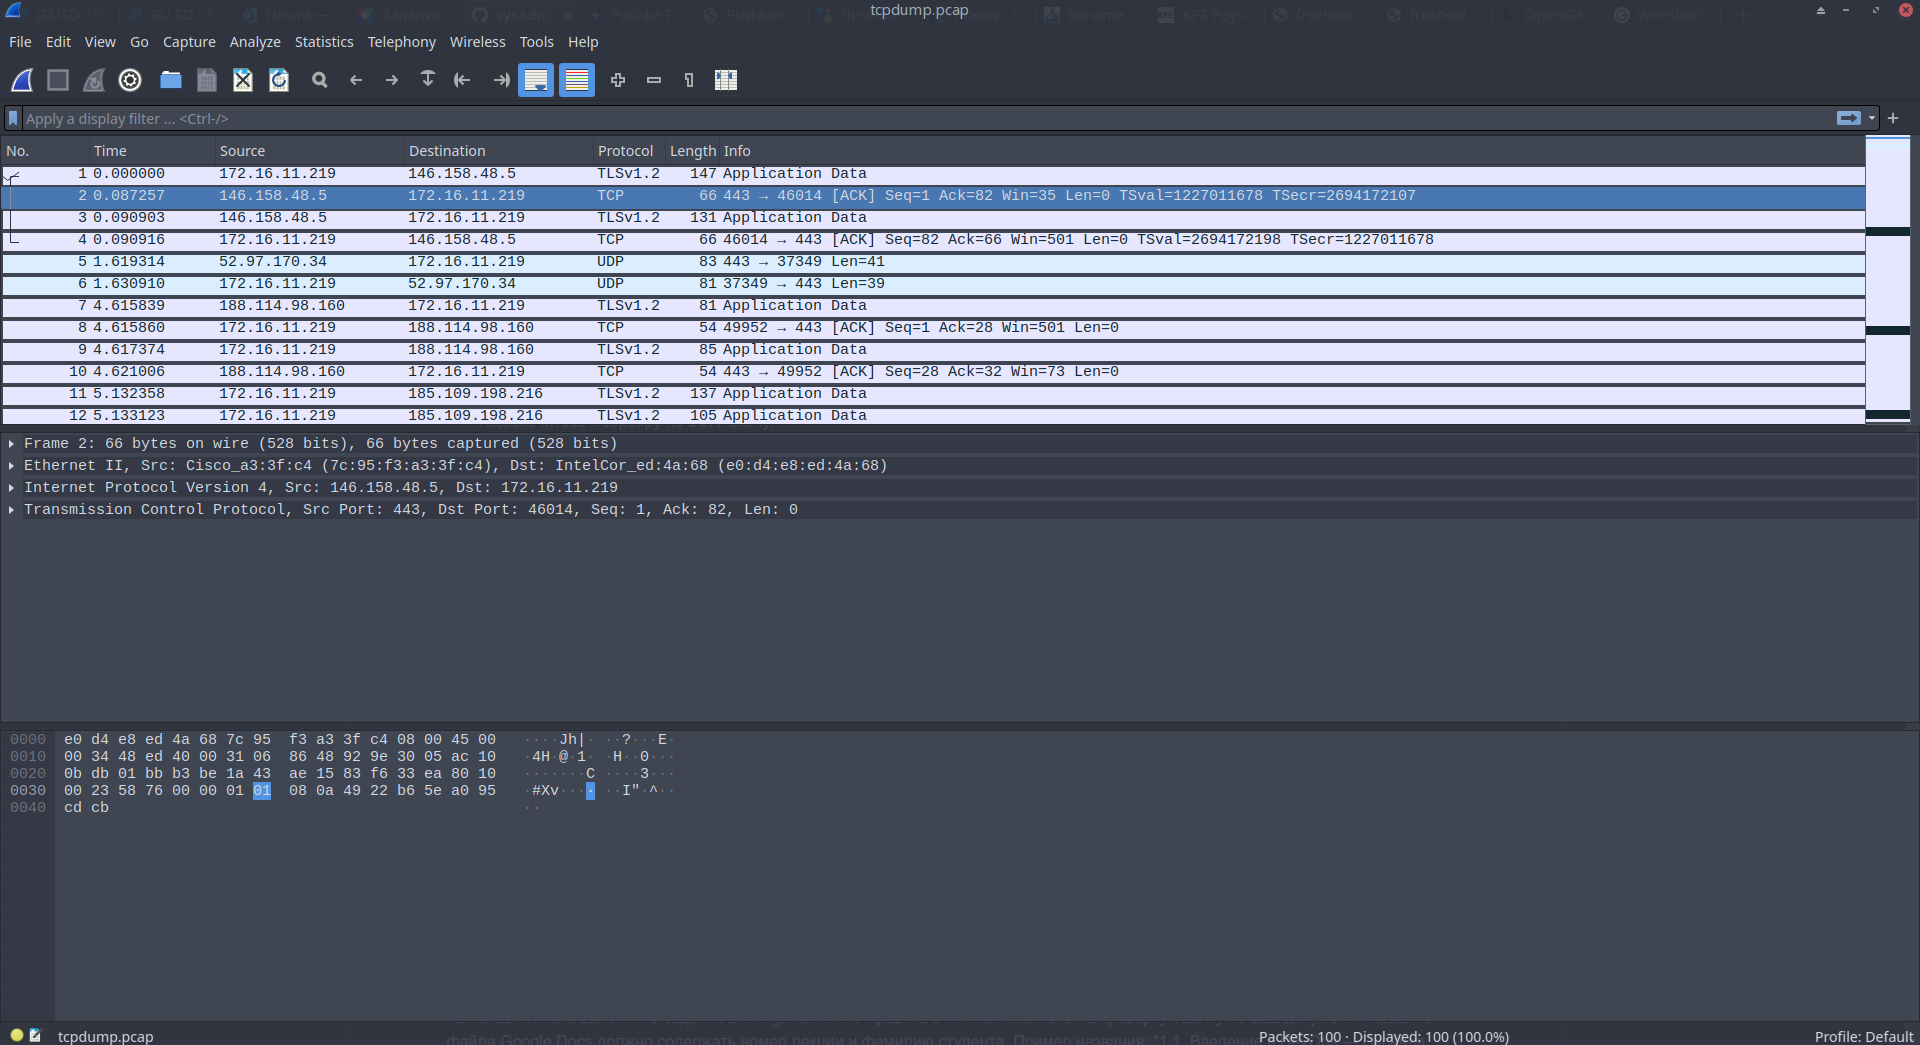 tcpdump.pcap
File Edit View Go Capture Analyze Statistics Telephony Wireless Tools Help
Apply a display filter ... <Ctrl-/>
No. Time Source Destination Protocol Length Info
1 0.000000 172.16.11.219 146.158.48.5 TLSv1.2 147 Application Data
2 0.087257 146.158.48.5 172.16.11.219 TCP 66 443 → 46014 [ACK] Seq=1 Ack=82 Win=35 Len=0 TSval=1227011678 TSecr=2694172107
3 0.090903 146.158.48.5 172.16.11.219 TLSv1.2 131 Application Data
4 0.090916 172.16.11.219 146.158.48.5 TCP 66 46014 → 443 [ACK] Seq=82 Ack=66 Win=501 Len=0 TSval=2694172198 TSecr=1227011678
5 1.619314 52.97.170.34 172.16.11.219 UDP 83 443 → 37349 Len=41
6 1.630910 172.16.11.219 52.97.170.34 UDP 81 37349 → 443 Len=39
7 4.615839 188.114.98.160 172.16.11.219 TLSv1.2 81 Application Data
8 4.615860 172.16.11.219 188.114.98.160 TCP 54 49952 → 443 [ACK] Seq=1 Ack=28 Win=501 Len=0
9 4.617374 172.16.11.219 188.114.98.160 TLSv1.2 85 Application Data
10 4.621006 188.114.98.160 172.16.11.219 TCP 54 443 → 49952 [ACK] Seq=28 Ack=32 Win=73 Len=0
11 5.132358 172.16.11.219 185.109.198.216 TLSv1.2 137 Application Data
12 5.133123 172.16.11.219 185.109.198.216 TLSv1.2 105 Application Data
Frame 2: 66 bytes on wire (528 bits), 66 bytes captured (528 bits)
Ethernet II, Src: Cisco_a3:3f:c4 (7c:95:f3:a3:3f:c4), Dst: IntelCor_ed:4a:68 (e0:d4:e8:ed:4a:68)
Internet Protocol Version 4, Src: 146.158.48.5, Dst: 172.16.11.219
Transmission Control Protocol, Src Port: 443, Dst Port: 46014, Seq: 1, Ack: 82, Len: 0
0000 e0 d4 e8 ed 4a 68 7c 95 f3 a3 3f c4 08 00 45 00 ····Jh|· ··?···E·
0010 00 34 48 ed 40 00 31 06 86 48 92 9e 30 05 ac 10 ·4H·@·1· ·H··0···
0020 0b db 01 bb b3 be 1a 43 ae 15 83 f6 33 ea 80 10 ·······C ····3···
0030 00 23 58 76 00 00 01 01 08 0a 49 22 b6 5e a0 95 ·#Xv···· ··I"·^··
0040 cd cb ··
tcpdump.pcap Packets: 100 · Displayed: 100 (100.0%) Profile: Default